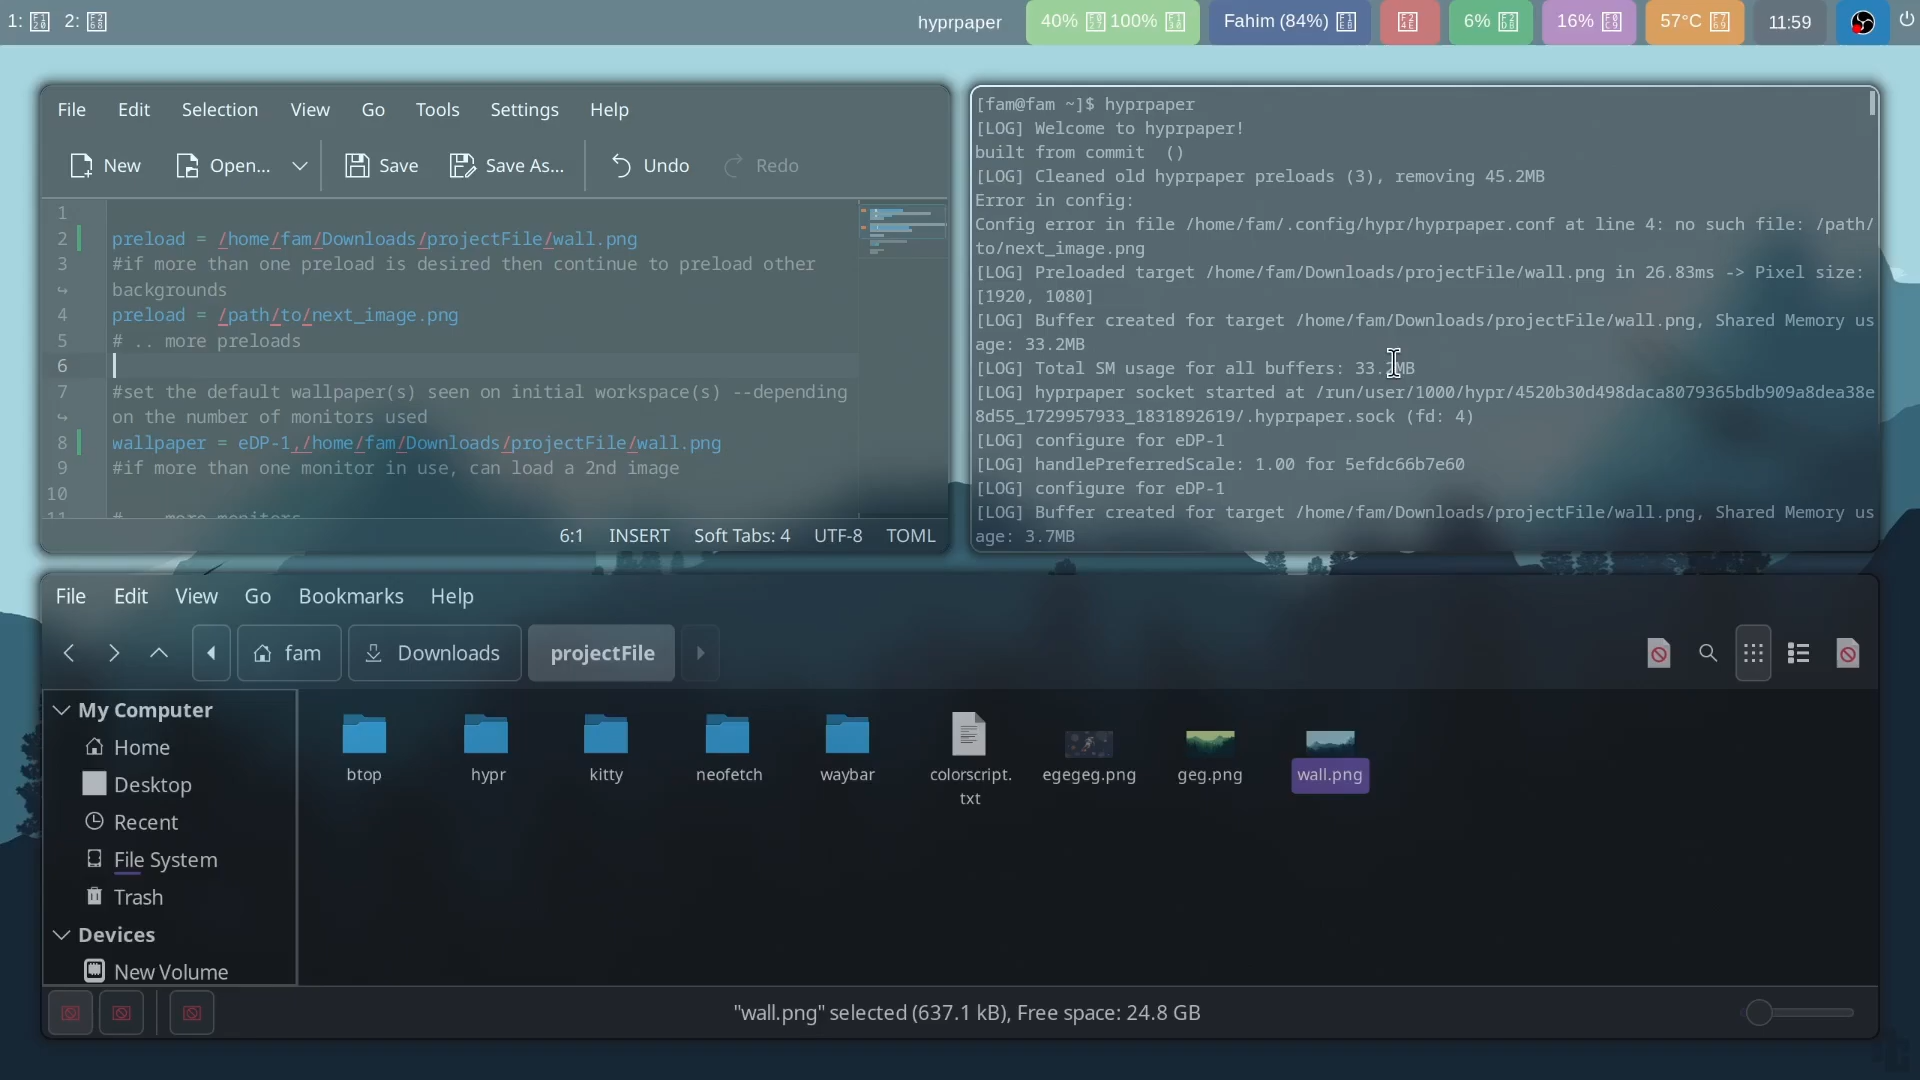 1: 2: hyprpaper 40% 100% Fahim (84%) 6% 16% 57°C 11:59
File Edit Selection View Go Tools Settings Help
New Open... Save Save As... Undo Redo
1
2 preload = /home/fam/Downloads/projectFile/wall.png
3 #if more than one preload is desired then continue to preload other
backgrounds
4 preload = /path/to/next_image.png
5 # .. more preloads
6
7 #set the default wallpaper(s) seen on initial workspace(s) --depending
on the number of monitors used
8 wallpaper = eDP-1,/home/fam/Downloads/projectFile/wall.png
9 #if more than one monitor in use, can load a 2nd image
10
6:1 INSERT Soft Tabs: 4 UTF-8 TOML
[fam@fam ~]$ hyprpaper
[LOG] Welcome to hyprpaper!
built from commit  ()
[LOG] Cleaned old hyprpaper preloads (3), removing 45.2MB
Error in config:
Config error in file /home/fam/.config/hypr/hyprpaper.conf at line 4: no such file: /path/
to/next_image.png
[LOG] Preloaded target /home/fam/Downloads/projectFile/wall.png in 26.83ms -> Pixel size:
[1920, 1080]
[LOG] Buffer created for target /home/fam/Downloads/projectFile/wall.png, Shared Memory us
age: 33.2MB
[LOG] Total SM usage for all buffers: 33.2MB
[LOG] hyprpaper socket started at /run/user/1000/hypr/4520b30d498daca8079365bdb909a8dea38e
8d55_1729957933_1831892619/.hyprpaper.sock (fd: 4)
[LOG] configure for eDP-1
[LOG] handlePreferredScale: 1.00 for 5efdc66b7e60
[LOG] configure for eDP-1
[LOG] Buffer created for target /home/fam/Downloads/projectFile/wall.png, Shared Memory us
age: 3.7MB
File Edit View Go Bookmarks Help
fam Downloads projectFile
My Computer
Home
Desktop
Recent
File System
Trash
Devices
New Volume
btop hypr kitty neofetch waybar colorscript. egegeg.png geg.png wall.png
txt
"wall.png" selected (637.1 kB), Free space: 24.8 GB